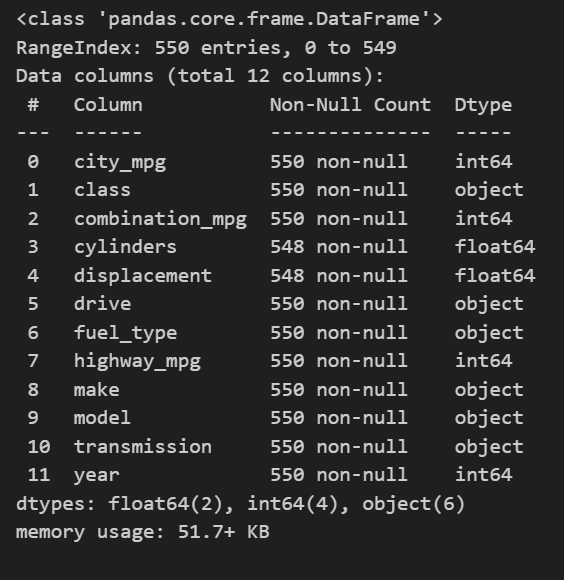 <class 'pandas.core.frame.DataFrame'>
RangeIndex: 550 entries, 0 to 549
Data columns (total 12 columns):
 #   Column           Non-Null Count  Dtype
---  ------           --------------  -----
 0   city_mpg         550 non-null    int64
 1   class            550 non-null    object
 2   combination_mpg  550 non-null    int64
 3   cylinders        548 non-null    float64
 4   displacement     548 non-null    float64
 5   drive            550 non-null    object
 6   fuel_type        550 non-null    object
 7   highway_mpg      550 non-null    int64
 8   make             550 non-null    object
 9   model            550 non-null    object
 10  transmission     550 non-null    object
 11  year             550 non-null    int64
dtypes: float64(2), int64(4), object(6)
memory usage: 51.7+ KB